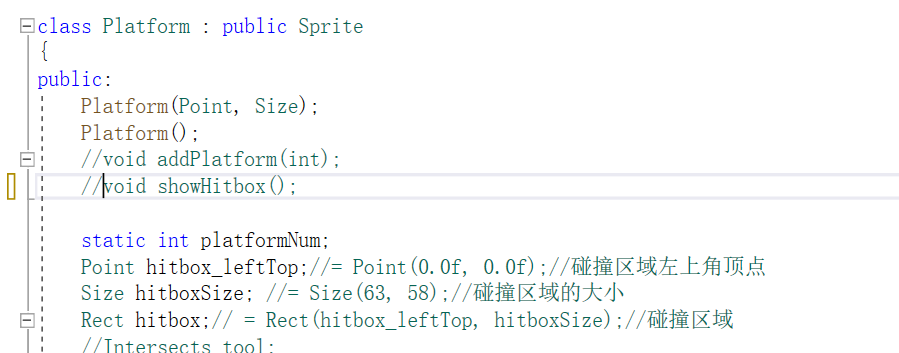 class Platform : public Sprite
{
public:
Platform(Point, Size);
Platform();
//void addPlatform(int);
//void showHitbox();
static int platformNum;
Point hitbox_leftTop;//= Point(0.0f, 0.0f);//碰撞区域左上角顶点
Size hitboxSize; //= Size(63, 58);//碰撞区域的大小
Rect hitbox;// = Rect(hitbox_leftTop, hitboxSize);//碰撞区域
//Intersects tool;